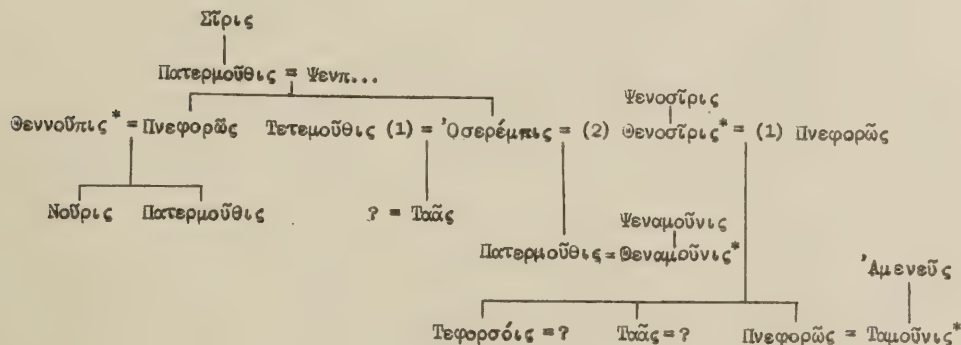 Σῖρις
Πατερμοῦθις = Ψενπ...
Ψενοσῖρις
Θεννοῦπις* = Πνεφορῶς Τετεμοῦθις (1) = Ὀσερέμπις = (2) Θενοσῖρις* = (1) Πνεφορῶς
Νοῦρις Πατερμοῦθις ? = Ταᾶς
Ψεναμοῦνις
Πατερμοῦθις = Θεναμοῦνις*
Ἀμενεῦς
Τεφορσόις = ? Ταᾶς = ? Πνεφορῶς = Ταμοῦνις*